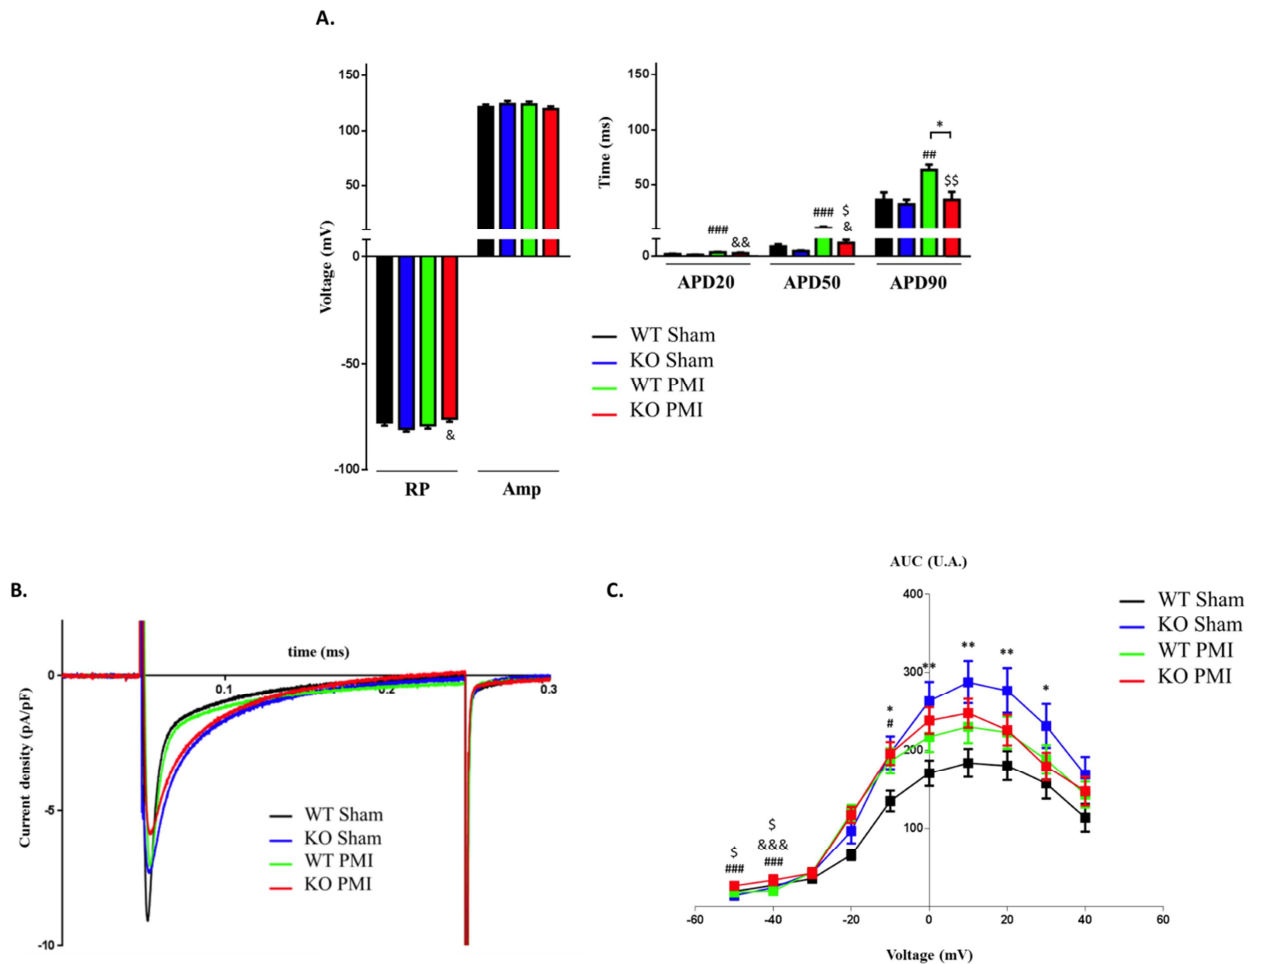 A.
150
100
50
0
-50
-100
Voltage (mV)
&
RP
Amp
150
100
50
0
Time (ms)
###
&&
###
$
&
*
##
$$
APD20
APD50
APD90
WT Sham
KO Sham
WT PMI
KO PMI
B.
time (ms)
0
0.1
0.2
0.3
-5
-10
Current density (pA/pF)
WT Sham
KO Sham
WT PMI
KO PMI
C.
AUC (U.A.)
400
300
200
100
**
**
**
*
*
#
$
###
$
&&&
###
-60
-40
-20
0
20
40
60
Voltage (mV)
WT Sham
KO Sham
WT PMI
KO PMI